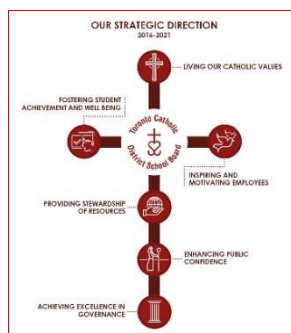 OUR STRATEGIC DIRECTION
2016-2021
LIVING OUR CATHOLIC VALUES
FOSTERING STUDENT
ACHIEVEMENT AND WELL BEING
Toronto Catholic
District School Board
INSPIRING AND
MOTIVATING EMPLOYEES
PROVIDING STEWARDSHIP
OF RESOURCES
ENHANCING PUBLIC
CONFIDENCE
ACHIEVING EXCELLENCE IN
GOVERNANCE